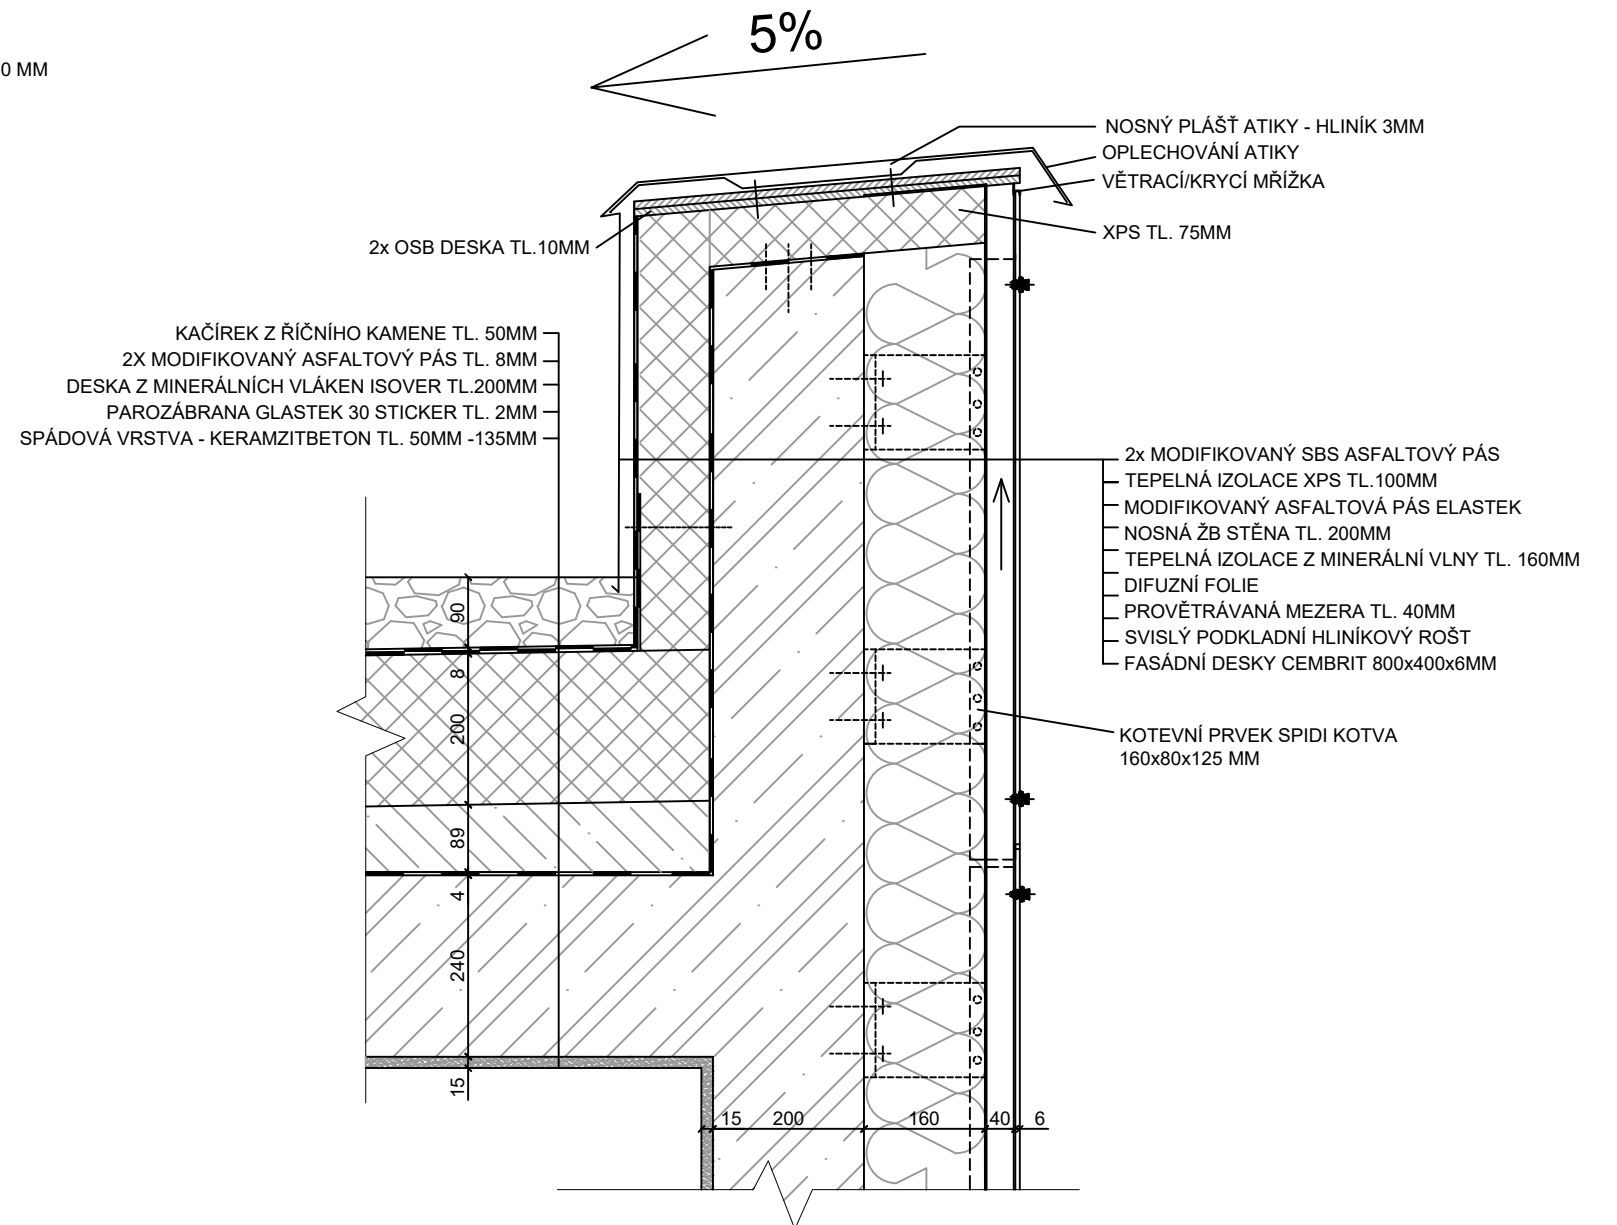 5%
0 MM
NOSNÝ PLÁŠŤ ATIKY - HLINÍK 3MM
OPLECHOVÁNÍ ATIKY
VĚTRACÍ/KRYCÍ MŘÍŽKA
XPS TL. 75MM
2x OSB DESKA TL.10MM
KAČÍREK Z ŘÍČNÍHO KAMENE TL. 50MM
2X MODIFIKOVANÝ ASFALTOVÝ PÁS TL. 8MM
DESKA Z MINERÁLNÍCH VLÁKEN ISOVER TL.200MM
PAROZÁBRANA GLASTEK 30 STICKER TL. 2MM
SPÁDOVÁ VRSTVA - KERAMZITBETON TL. 50MM -135MM
2x MODIFIKOVANÝ SBS ASFALTOVÝ PÁS
TEPELNÁ IZOLACE XPS TL.100MM
MODIFIKOVANÝ ASFALTOVÁ PÁS ELASTEK
NOSNÁ ŽB STĚNA TL. 200MM
TEPELNÁ IZOLACE Z MINERÁLNÍ VLNY TL. 160MM
DIFUZNÍ FOLIE
PROVĚTRÁVANÁ MEZERA TL. 40MM
SVISLÝ PODKLADNÍ HLINÍKOVÝ ROŠT
FASÁDNÍ DESKY CEMBRIT 800x400x6MM
KOTEVNÍ PRVEK SPIDI KOTVA
160x80x125 MM
90
8
200
89
4
240
15
15 200 160 40 6